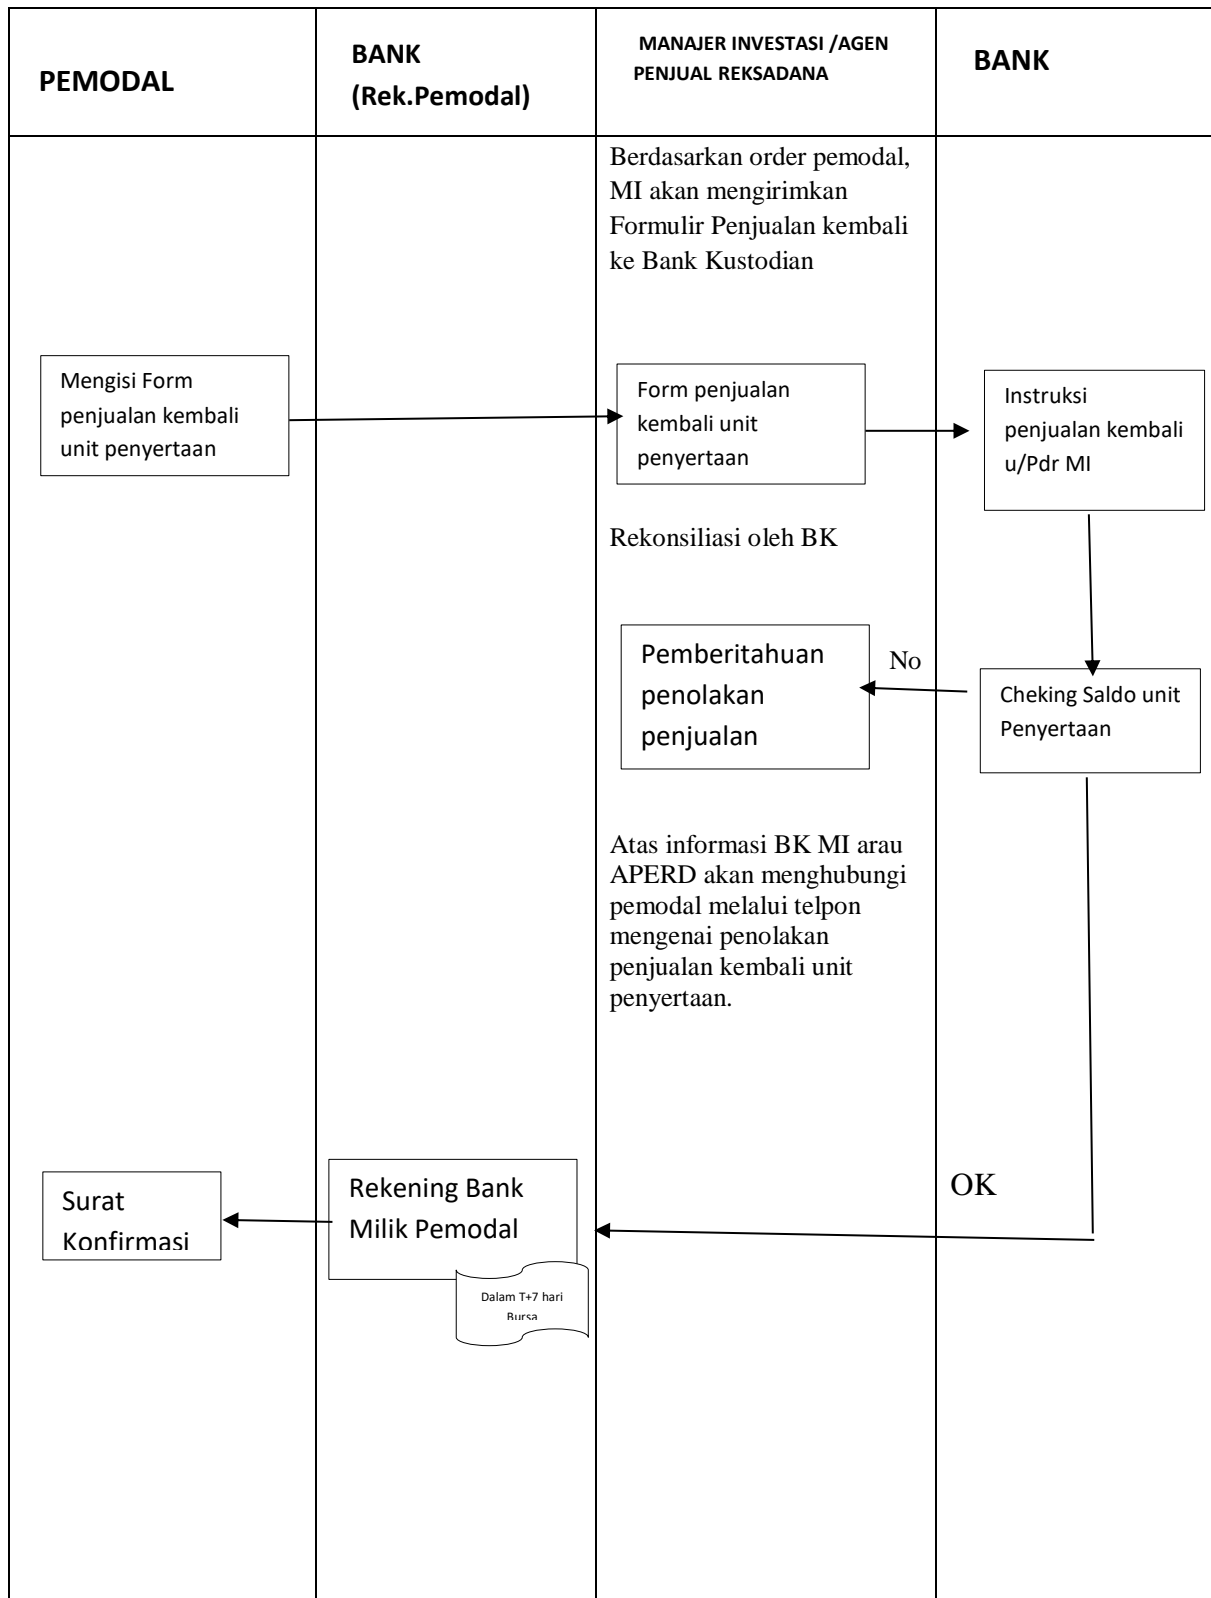 PEMODAL
BANK
(Rek.Pemodal)
MANAJER INVESTASI /AGEN
PENJUAL REKSADANA
BANK
Berdasarkan order pemodal,
MI akan mengirimkan
Formulir Penjualan kembali
ke Bank Kustodian
Mengisi Form
penjualan kembali
unit penyertaan
Form penjualan
kembali unit
penyertaan
Instruksi
penjualan kembali
u/Pdr MI
Rekonsiliasi oleh BK
Pemberitahuan
penolakan
penjualan
No
Cheking Saldo unit
Penyertaan
Atas informasi BK MI arau
APERD akan menghubungi
pemodal melalui telpon
mengenai penolakan
penjualan kembali unit
penyertaan.
OK
Surat
Konfirmasi
Rekening Bank
Milik Pemodal
Dalam T+7 hari
Bursa